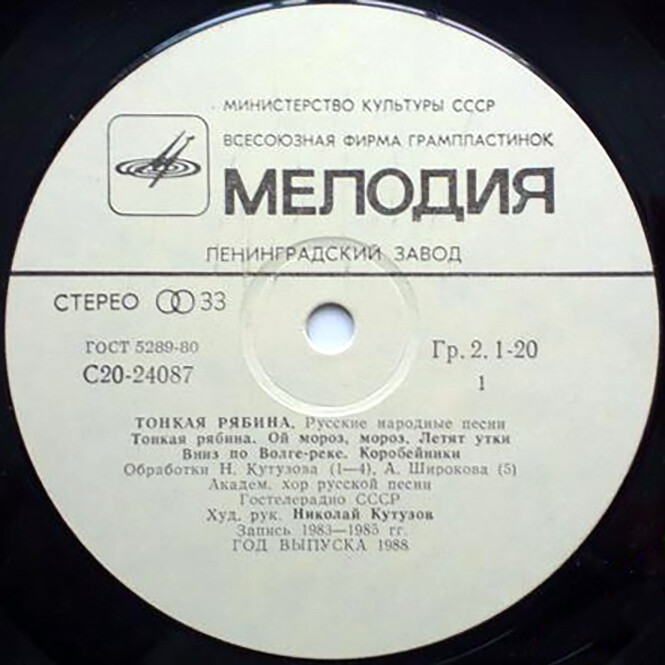 МИНИСТЕРСТВО КУЛЬТУРЫ СССР
ВСЕСОЮЗНАЯ ФИРМА ГРАМПЛАСТИНОК
МЕЛОДИЯ
ЛЕНИНГРАДСКИЙ ЗАВОД
СТЕРЕО 33
ГОСТ 5289-80
Гр. 2. 1-20
С20-24087
1
ТОНКАЯ РЯБИНА. Русские народные песни
Тонкая рябина. Ой мороз, мороз. Летят утки
Вниз по Волге-реке. Коробейники
Обработки Н. Кутузова (1—4), А. Широкова (5)
Академ. хор русской песни
Гостелерадио СССР
Худ. рук. Николай Кутузов
Запись 1983—1985 гг.
ГОД ВЫПУСКА 1988